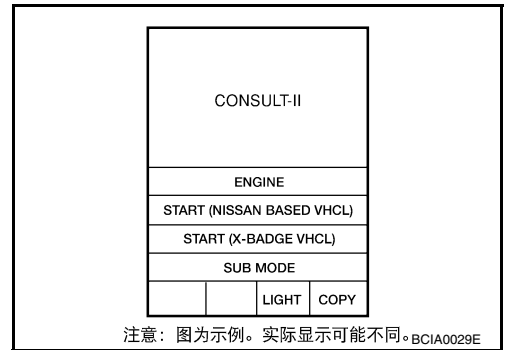 CONSULT-II
ENGINE
START (NISSAN BASED VHCL)
START (X-BADGE VHCL)
SUB MODE
LIGHT COPY
注意：图为示例。实际显示可能不同。BCIA0029E